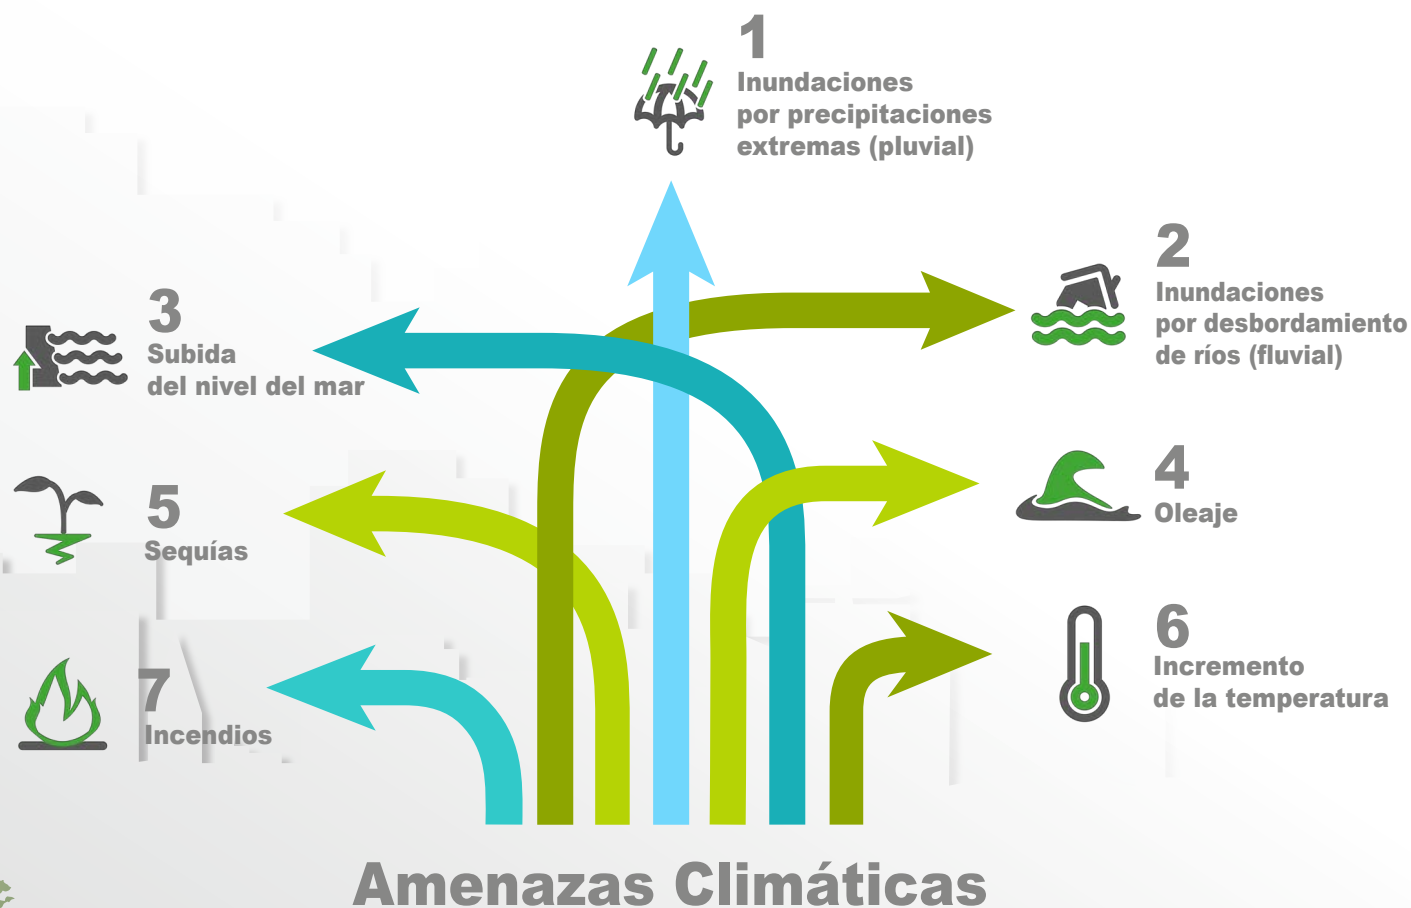 1
Inundaciones
por precipitaciones
extremas (pluvial)
2
Inundaciones
por desbordamiento
de ríos (fluvial)
3
Subida
del nivel del mar
4
Oleaje
5
Sequías
6
Incremento
de la temperatura
7
Incendios
Amenazas Climáticas